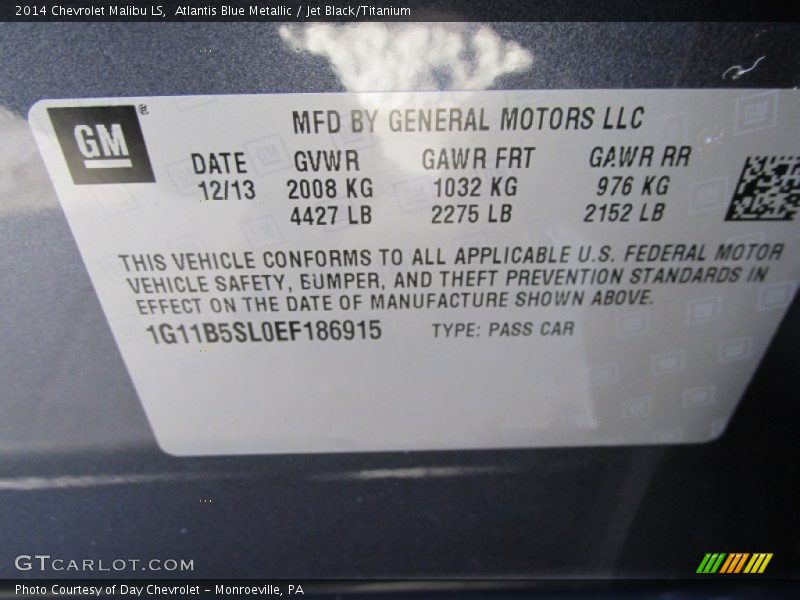 2014 Chevrolet Malibu LS, Atlantis Blue Metallic / Jet Black/Titanium
GM ®
MFD BY GENERAL MOTORS LLC
DATE GVWR GAWR FRT GAWR RR
12/13 2008 KG 1032 KG 976 KG
4427 LB 2275 LB 2152 LB
THIS VEHICLE CONFORMS TO ALL APPLICABLE U.S. FEDERAL MOTOR
VEHICLE SAFETY, BUMPER, AND THEFT PREVENTION STANDARDS IN
EFFECT ON THE DATE OF MANUFACTURE SHOWN ABOVE.
1G11B5SL0EF186915 TYPE: PASS CAR
GTCARLOT.COM
Photo Courtesy of Day Chevrolet – Monroeville, PA